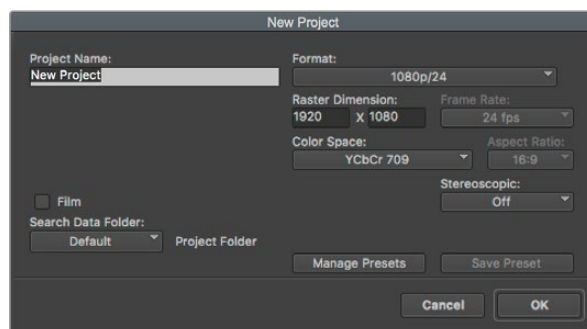 New Project
Project Name:
New Project
Format:
1080p/24
Raster Dimension:
Frame Rate:
1920 X 1080
24 fps
Color Space:
Aspect Ratio:
YCbCr 709
16:9
Stereoscopic:
Film
Off
Search Data Folder:
Default
Project Folder
Manage Presets
Save Preset
Cancel
OK